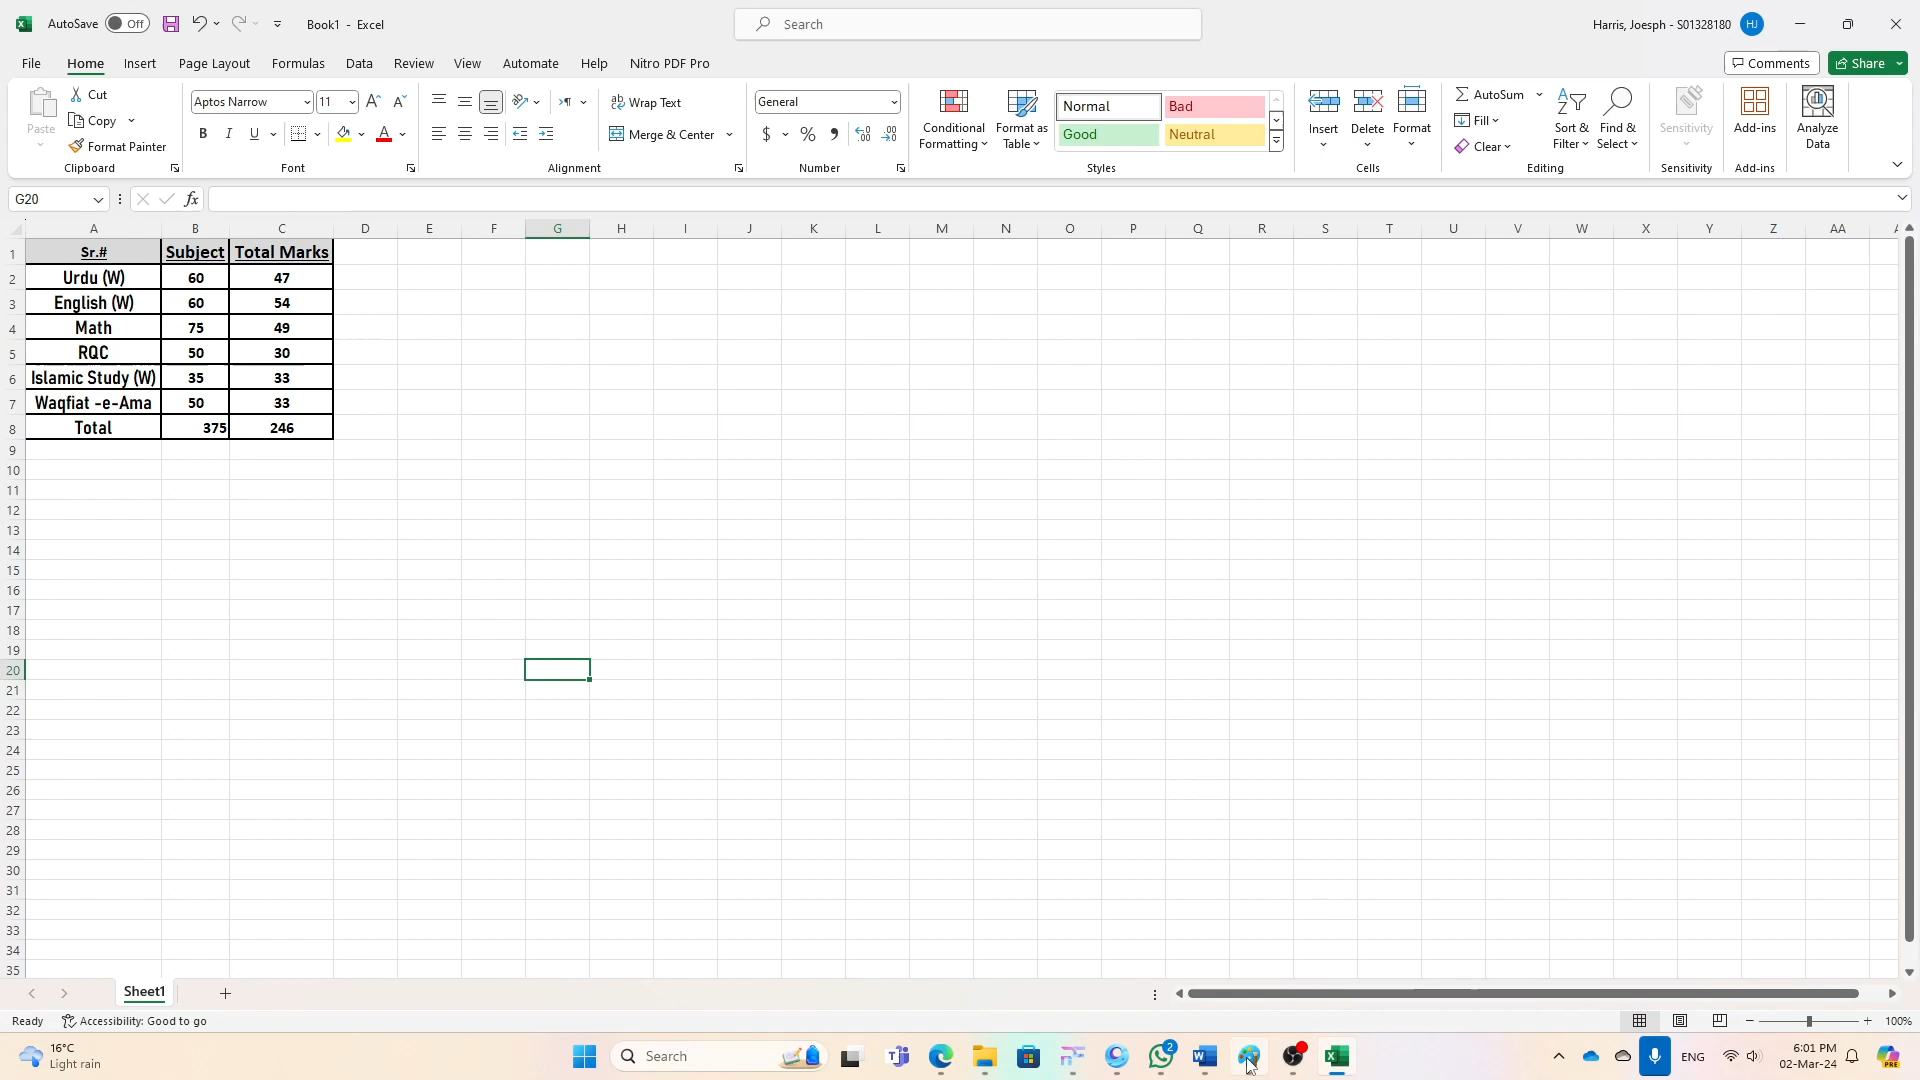 AutoSave Off Book1 - Excel Search Harris, Joesph - S01328180 HJ
File Home Insert Page Layout Formulas Data Review View Automate Help Nitro PDF Pro Comments Share
Paste Cut Copy Format Painter Clipboard
Aptos Narrow 11 A A B I U A Font
ab Wrap Text Merge & Center Alignment
General $ % Number
Conditional Formatting Format as Table Normal Bad Good Neutral Styles
Insert Delete Format Cells
AutoSum Fill Clear Sort & Filter Find & Select Editing
Sensitivity Sensitivity
Add-ins Add-ins
Analyze Data
G20 fx
A B C D E F G H I J K L M N O P Q R S T U V W X Y Z AA
1 Sr.# Subject Total Marks
2 Urdu (W) 60 47
3 English (W) 60 54
4 Math 75 49
5 RQC 50 30
6 Islamic Study (W) 35 33
7 Waqfiat -e-Ama 50 33
8 Total 375 246
9
10
11
12
13
14
15
16
17
18
19
20
21
22
23
24
25
26
27
28
29
30
31
32
33
34
35
Sheet1
Ready Accessibility: Good to go 100%
16°C
Light rain
Search 2 ENG 6:01 PM
02-Mar-24 PRE